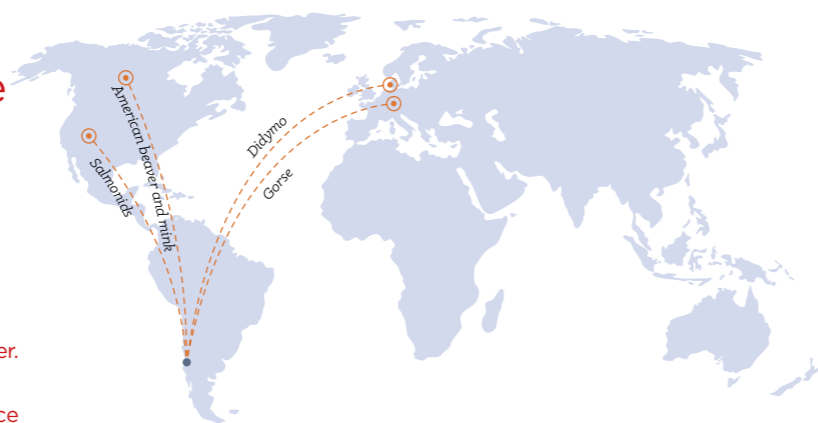 e
American beaver and mink
Salmonids
Didymo
Gorse
er.
ce